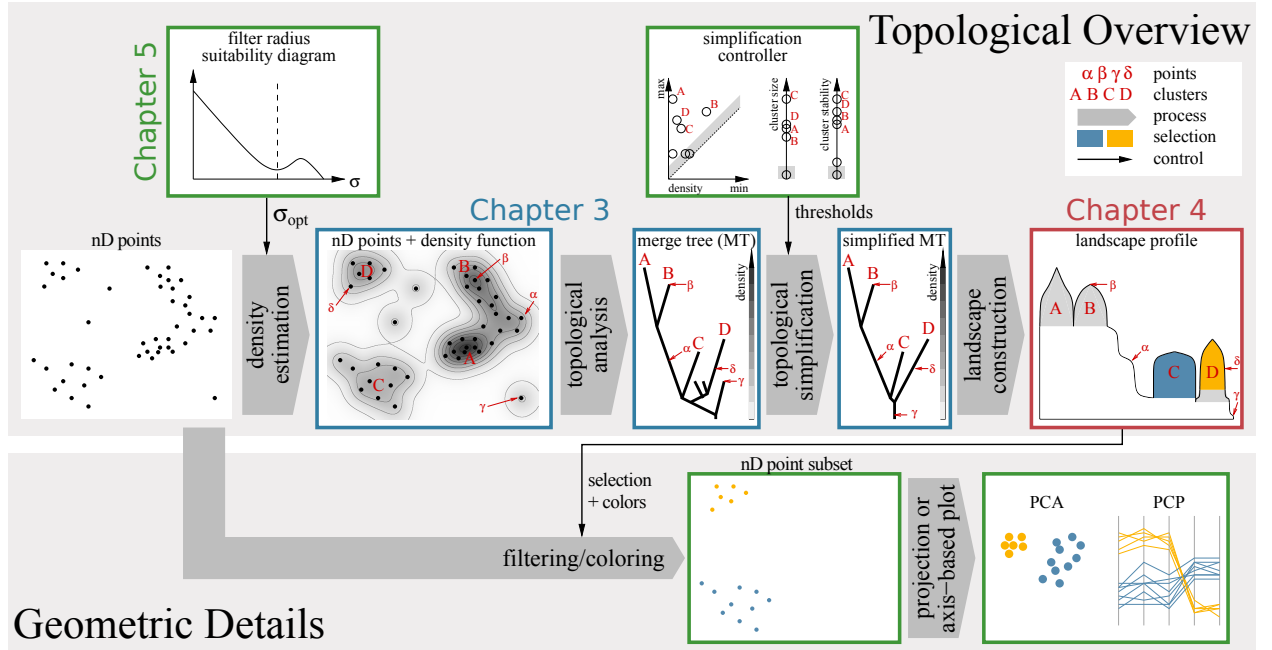 Topological Overview
Chapter 5
filter radius
suitability diagram
σ
σopt
simplification
controller
max
A
D
C
B
density
min
cluster size
C
D
A
B
cluster stability
C
D
B
A
α β γ δ
points
A B C D
clusters
process
selection
control
thresholds
Chapter 3
Chapter 4
nD points
density
estimation
nD points + density function
D
B
β
α
δ
A
C
γ
topological
analysis
merge tree (MT)
density
A
B
β
D
C
α
δ
γ
topological
simplification
simplified MT
density
A
B
β
D
C
α
δ
γ
landscape
construction
landscape profile
β
A
B
α
C
D
δ
γ
selection
+ colors
filtering/coloring
nD point subset
projection or
axis−based plot
PCA
PCP
Geometric Details